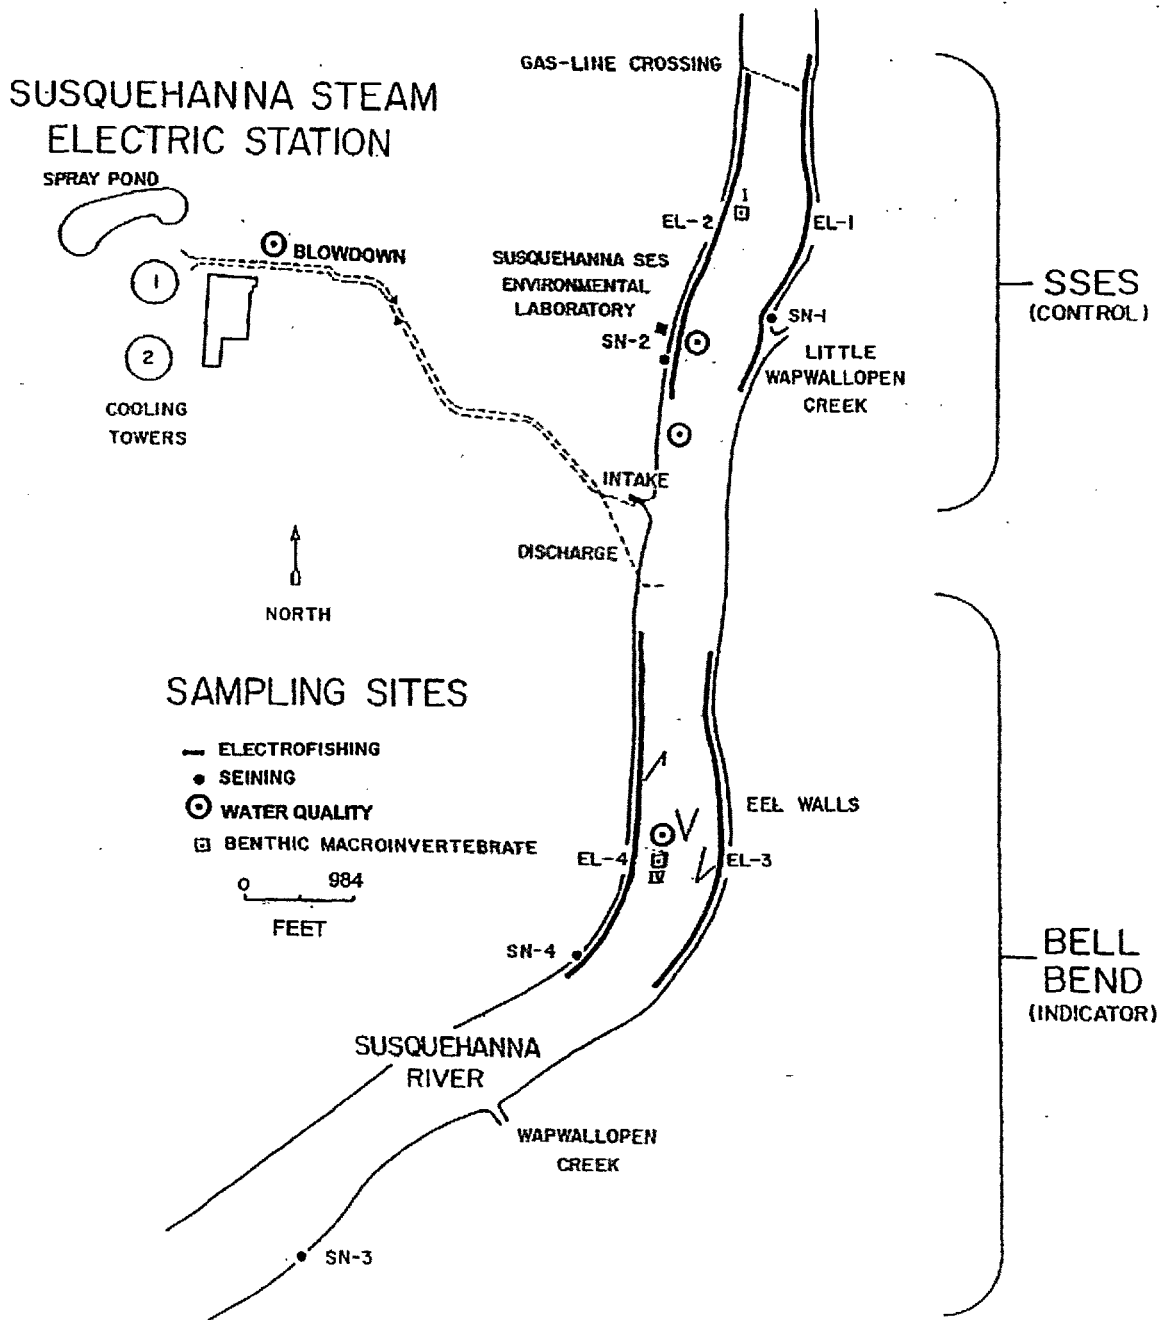 GAS-LINE CROSSING
SUSQUEHANNA STEAM
ELECTRIC STATION
SPRAY POND
I
EL-2
EL-1
BLOWDOWN
SUSQUEHANNA SES
ENVIRONMENTAL
LABORATORY
1
SSES
(CONTROL)
SN-1
SN-2
2
LITTLE
WAPWALLOPEN
CREEK
COOLING
TOWERS
INTAKE
DISCHARGE
NORTH
SAMPLING SITES
ELECTROFISHING
SEINING
WATER QUALITY
BENTHIC MACROINVERTEBRATE
0 984
FEET
EEL WALLS
EL-4
EL-3
IV
SN-4
BELL
BEND
(INDICATOR)
SUSQUEHANNA
RIVER
WAPWALLOPEN
CREEK
SN-3